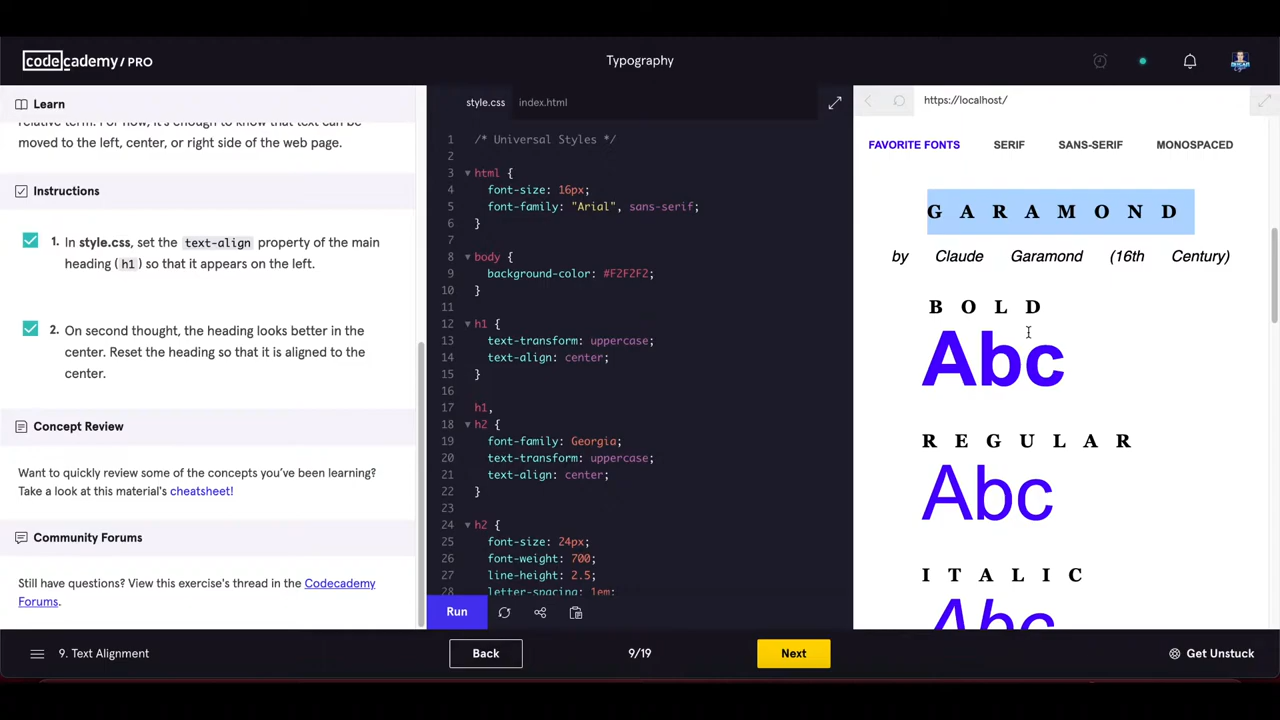 codecademy / PRO
Typography
Learn
relative term. For now, it's enough to know that text can be
moved to the left, center, or right side of the web page.
Instructions
1. In style.css, set the text-align property of the main
heading (h1) so that it appears on the left.
2. On second thought, the heading looks better in the
center. Reset the heading so that it is aligned to the
center.
Concept Review
Want to quickly review some of the concepts you've been learning?
Take a look at this material's cheatsheet!
Community Forums
Still have questions? View this exercise's thread in the Codecademy
Forums.
style.css index.html
1 /* Universal Styles */
2
3 html {
4 font-size: 16px;
5 font-family: "Arial", sans-serif;
6 }
7
8 body {
9 background-color: #F2F2F2;
10 }
11
12 h1 {
13 text-transform: uppercase;
14 text-align: center;
15 }
16
17 h1,
18 h2 {
19 font-family: Georgia;
20 text-transform: uppercase;
21 text-align: center;
22 }
23
24 h2 {
25 font-size: 24px;
26 font-weight: 700;
27 line-height: 2.5;
28 letter-spacing: 1em;
Run
https://localhost/
FAVORITE FONTS SERIF SANS-SERIF MONOSPACED
GARAMOND
by Claude Garamond (16th Century)
BOLD
Abc
REGULAR
Abc
ITALIC
Abc
9. Text Alignment
Back
9/19
Next
Get Unstuck